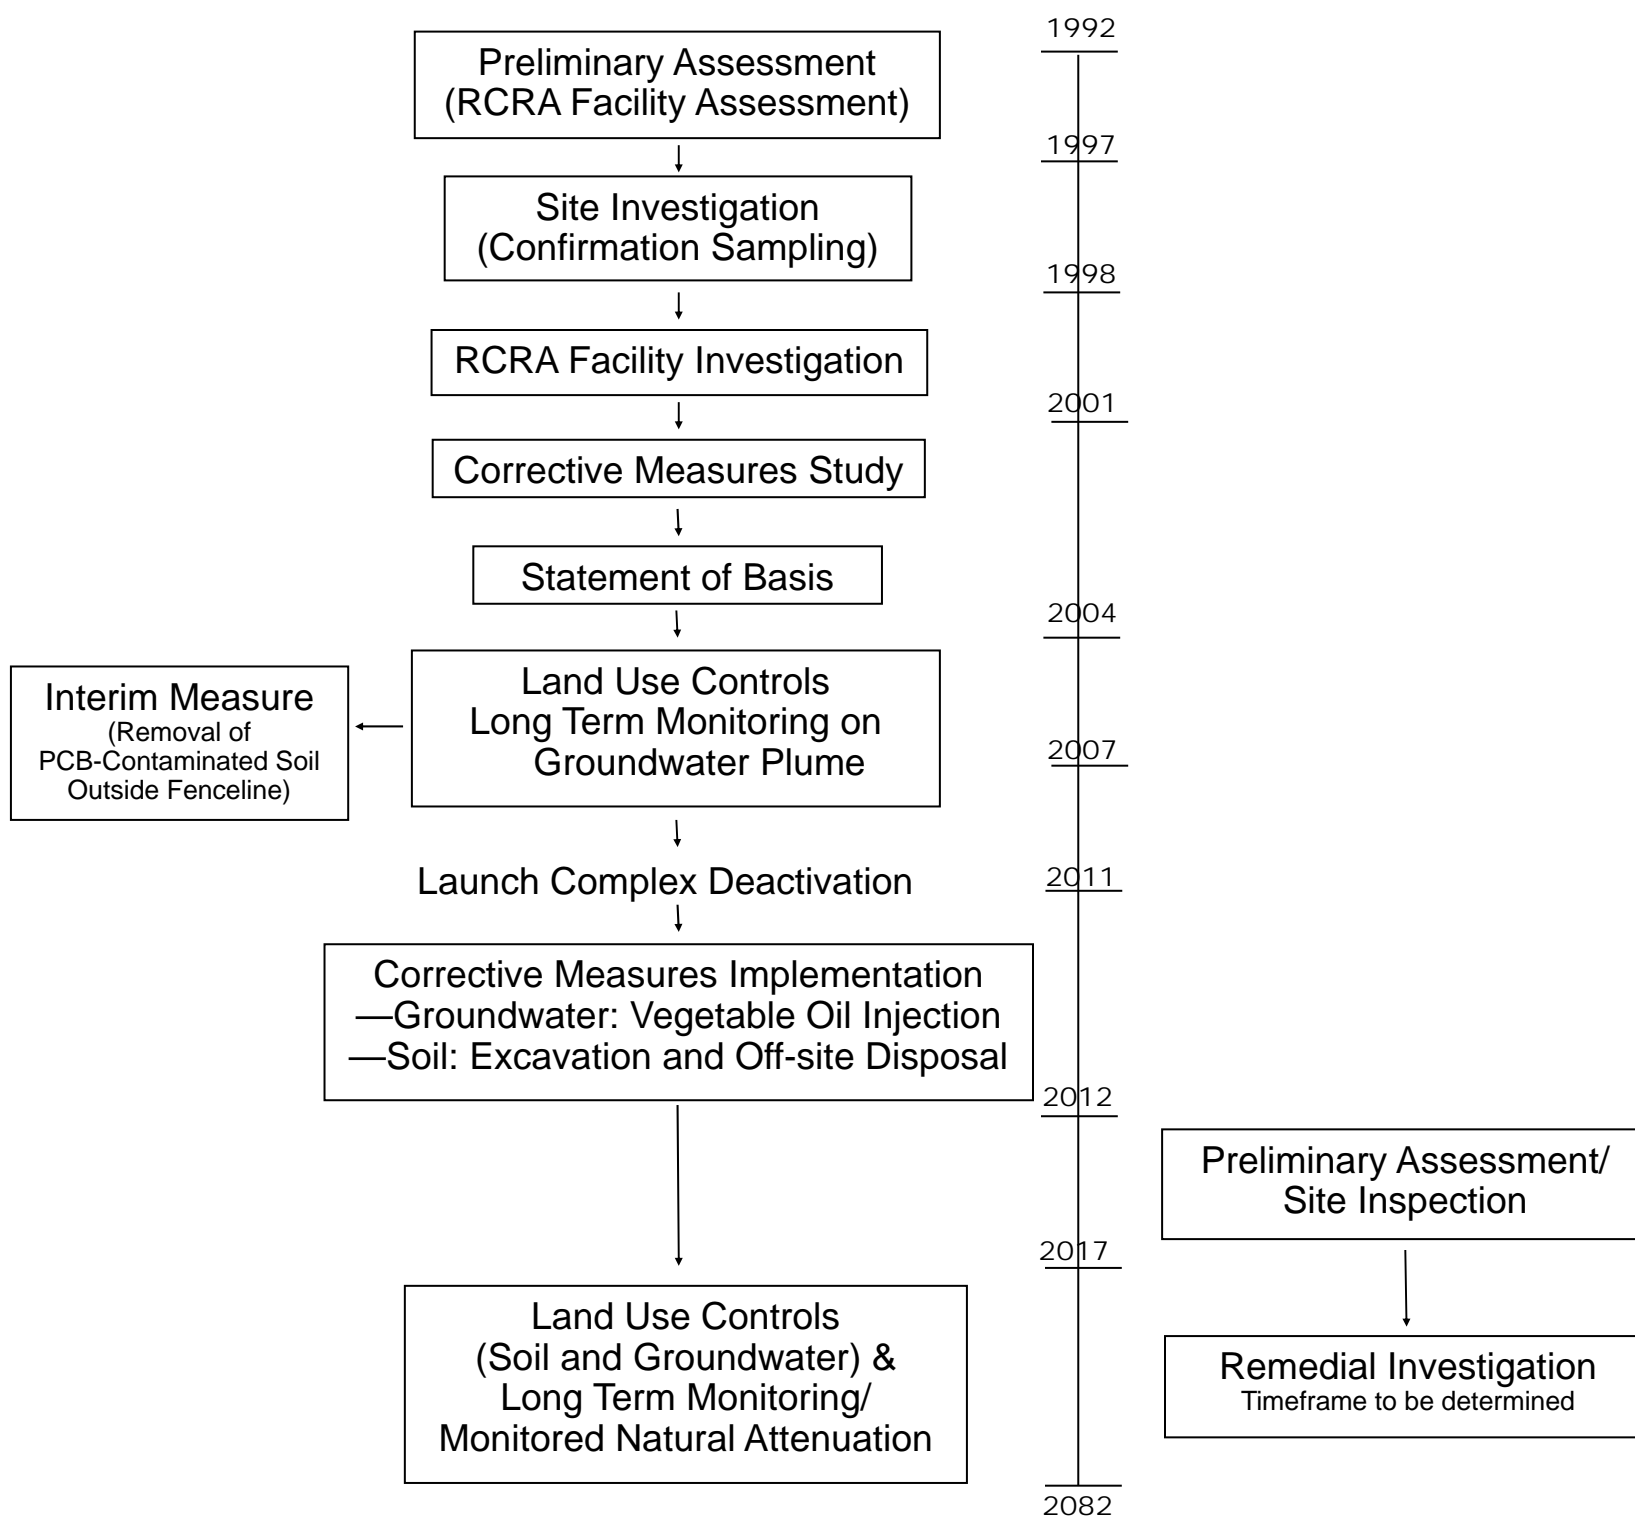 1992
Preliminary Assessment
(RCRA Facility Assessment)
1997
Site Investigation
(Confirmation Sampling)
1998
RCRA Facility Investigation
2001
Corrective Measures Study
Statement of Basis
2004
Land Use Controls
Long Term Monitoring on
Groundwater Plume
Interim Measure
(Removal of
PCB-Contaminated Soil
Outside Fenceline)
2007
Launch Complex Deactivation
2011
Corrective Measures Implementation
—Groundwater: Vegetable Oil Injection
—Soil: Excavation and Off-site Disposal
2012
Preliminary Assessment/
Site Inspection
2017
Land Use Controls
(Soil and Groundwater) &
Long Term Monitoring/
Monitored Natural Attenuation
Remedial Investigation
Timeframe to be determined
2082